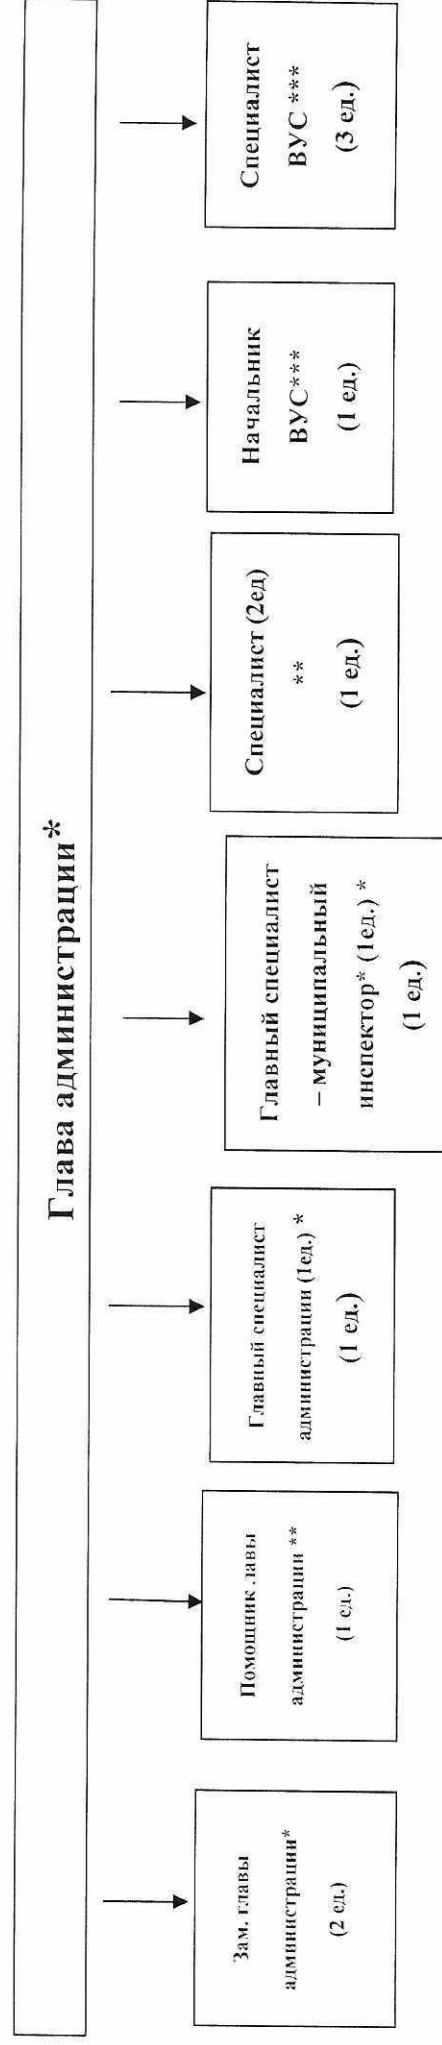 Глава администрации*
Зам. главы
администрации*
(2 ед.)
Помощник лавы
администрации **
(1 ед.)
Главный специалист
администрации (1ед.) *
(1 ед.)
Главный специалист
– муниципальный
инспектор* (1ед.) *
(1 ед.)
Специалист (2ед)
**
(1 ед.)
Начальник
ВУС***
(1 ед.)
Специалист
ВУС ***
(3 ед.)